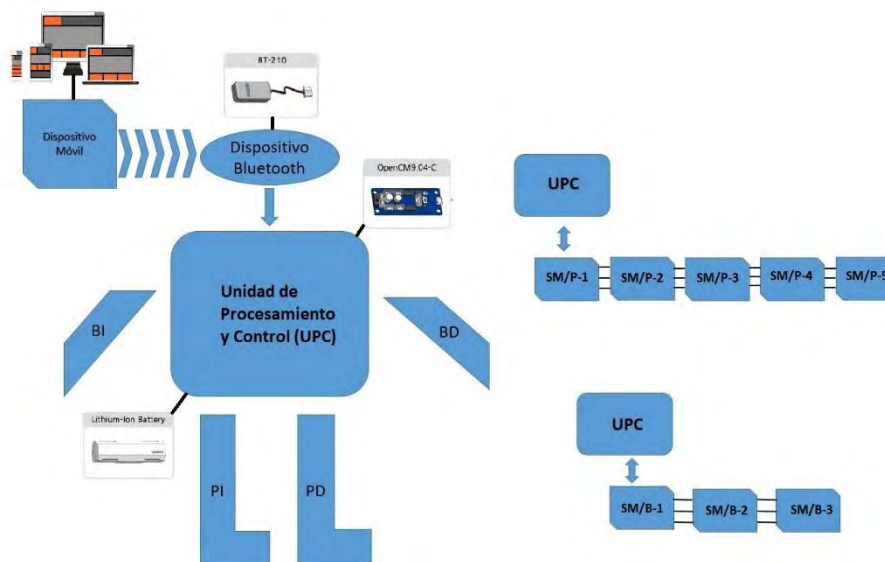 BT-210
Dispositivo
Móvil
Dispositivo
Bluetooth
OpenCM9.04-C
UPC
SM/P-1 SM/P-2 SM/P-3 SM/P-4 SM/P-5
Unidad de
Procesamiento
y Control (UPC)
BI
BD
Lithium-Ion Battery
PI
PD
UPC
SM/B-1 SM/B-2 SM/B-3